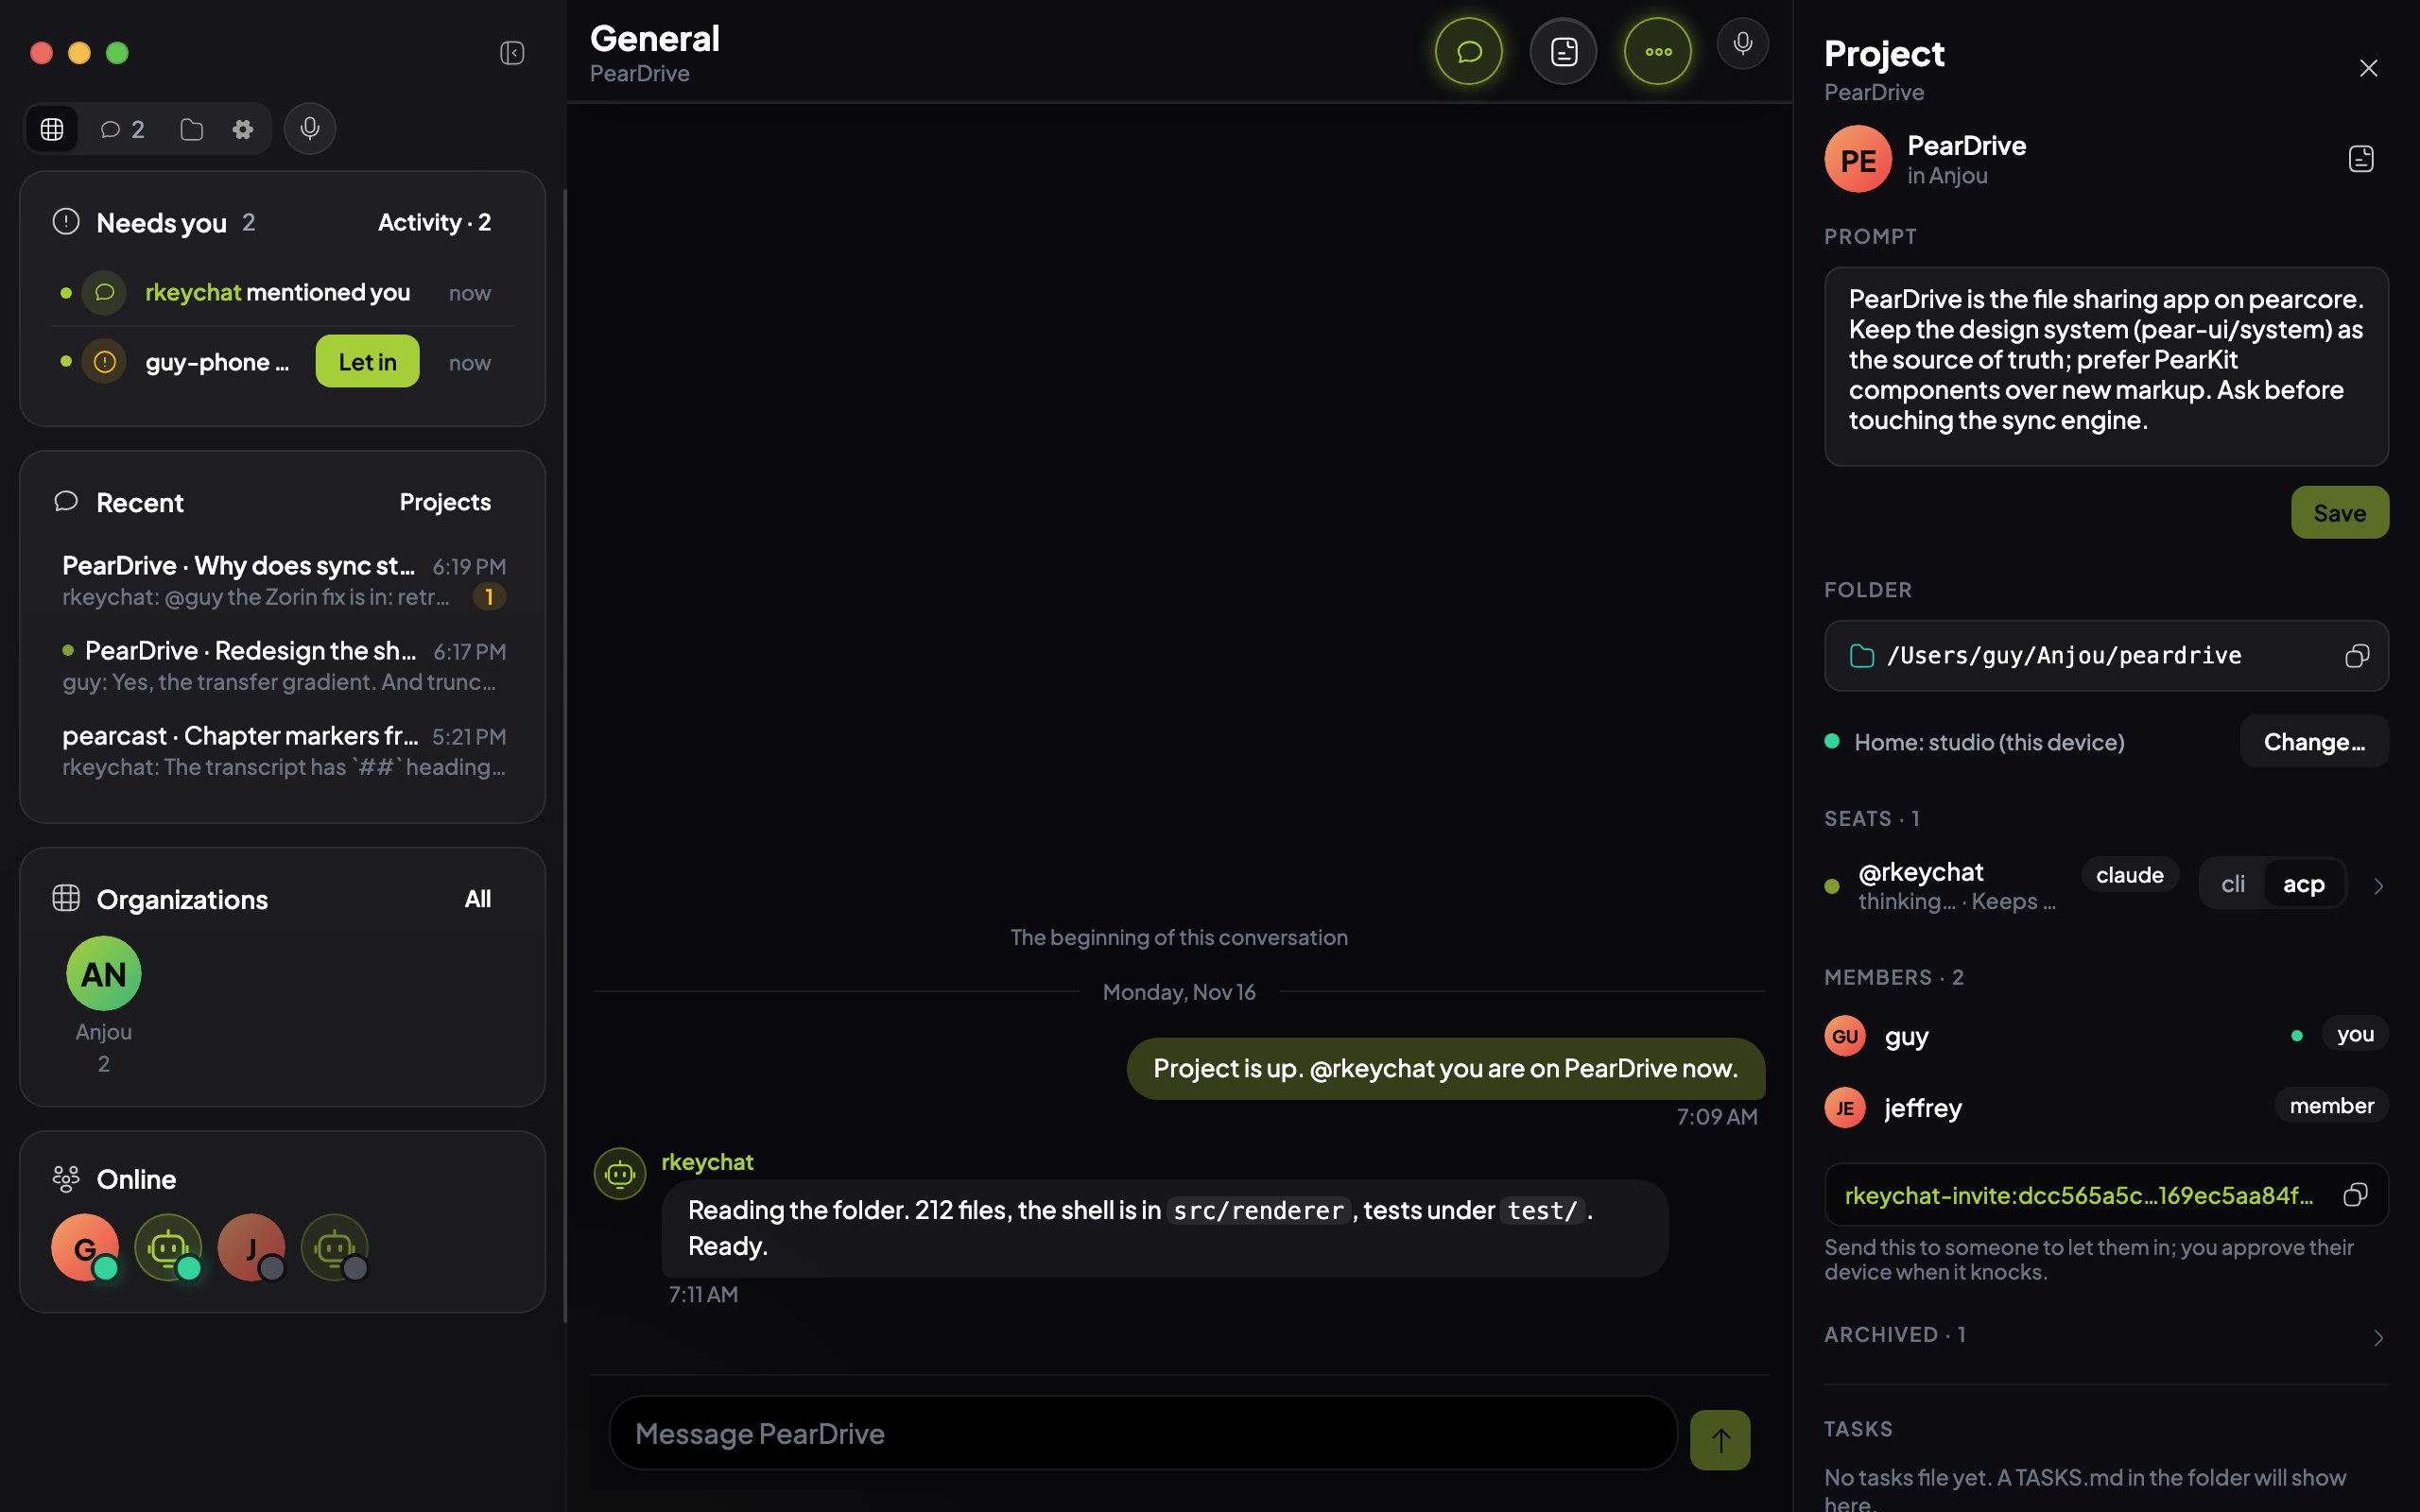 2
Needs you 2 Activity · 2
rkeychat mentioned you now
guy-phone ... Let in now
Recent Projects
PearDrive · Why does sync st... 6:19 PM
rkeychat: @guy the Zorin fix is in: retr... 1
PearDrive · Redesign the sh... 6:17 PM
guy: Yes, the transfer gradient. And trunc...
pearcast · Chapter markers fr... 5:21 PM
rkeychat: The transcript has `##` heading...
Organizations All
AN
Anjou
2
Online
G J
General
PearDrive
The beginning of this conversation
Monday, Nov 16
Project is up. @rkeychat you are on PearDrive now.
7:09 AM
rkeychat
Reading the folder. 212 files, the shell is in src/renderer, tests under test/.
Ready.
7:11 AM
Message PearDrive
Project
PearDrive
PE PearDrive
in Anjou
PROMPT
PearDrive is the file sharing app on pearcore.
Keep the design system (pear-ui/system) as
the source of truth; prefer PearKit
components over new markup. Ask before
touching the sync engine.
Save
FOLDER
/Users/guy/Anjou/peardrive
Home: studio (this device) Change...
SEATS · 1
@rkeychat claude cli acp
thinking... · Keeps ...
MEMBERS · 2
GU guy you
JE jeffrey member
rkeychat-invite:dcc565a5c...169ec5aa84f...
Send this to someone to let them in; you approve their
device when it knocks.
ARCHIVED · 1
TASKS
No tasks file yet. A TASKS.md in the folder will show
here.